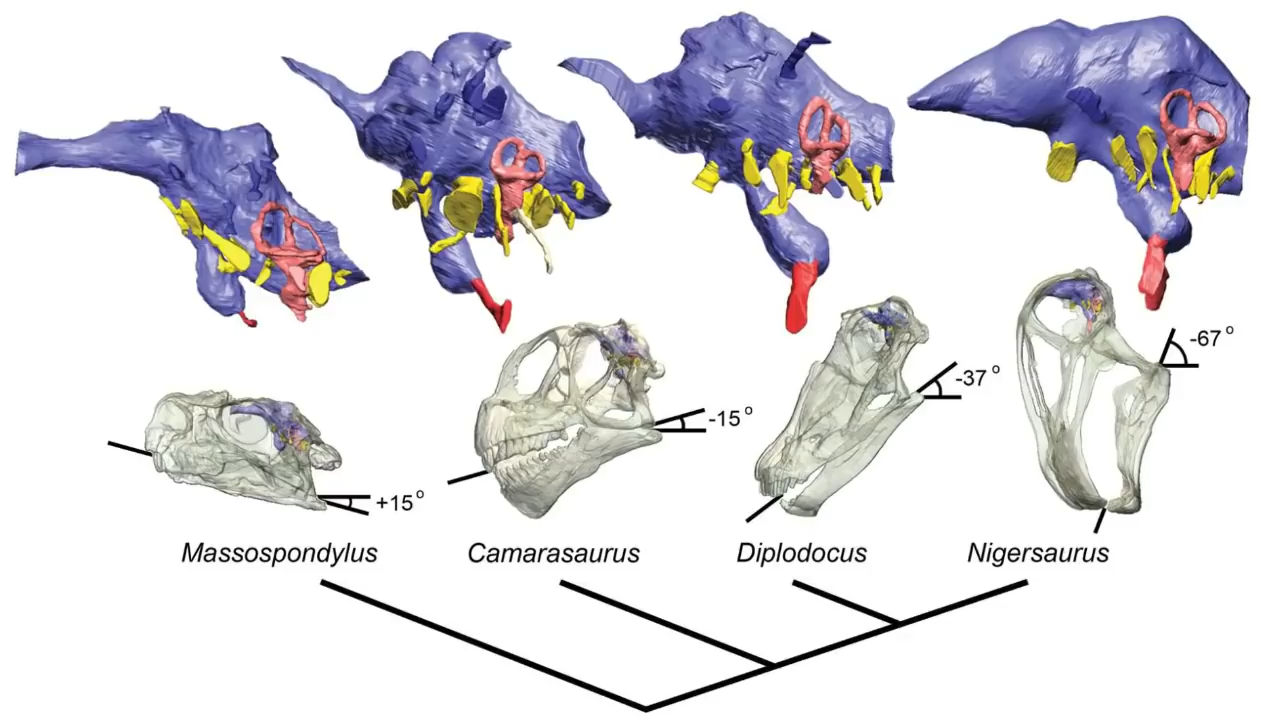 -67 °
-37 °
-15 °
+15 °
Massospondylus
Camarasaurus
Diplodocus
Nigersaurus